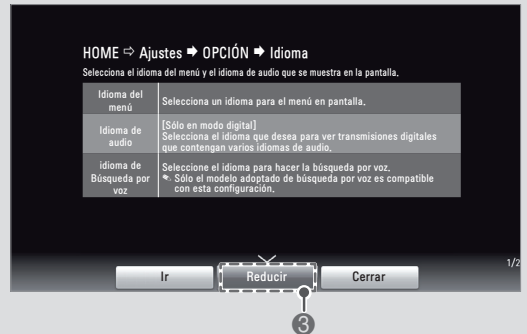 HOME ⇨ Ajustes ➡ OPCIÓN ➡ Idioma
Selecciona el idioma del menú y el idioma de audio que se muestra en la pantalla.
Idioma del
menú
Selecciona un idioma para el menú en pantalla.
Idioma de
audio
[Sólo en modo digital]
Selecciona el idioma que desea para ver transmisiones digitales
que contengan varios idiomas de audio.
idioma de
Búsqueda por
voz
Seleccione el idioma para hacer la búsqueda por voz.
Sólo el modelo adoptado de búsqueda por voz es compatible
con esta configuración.
1/2
Ir
Reducir
Cerrar
3